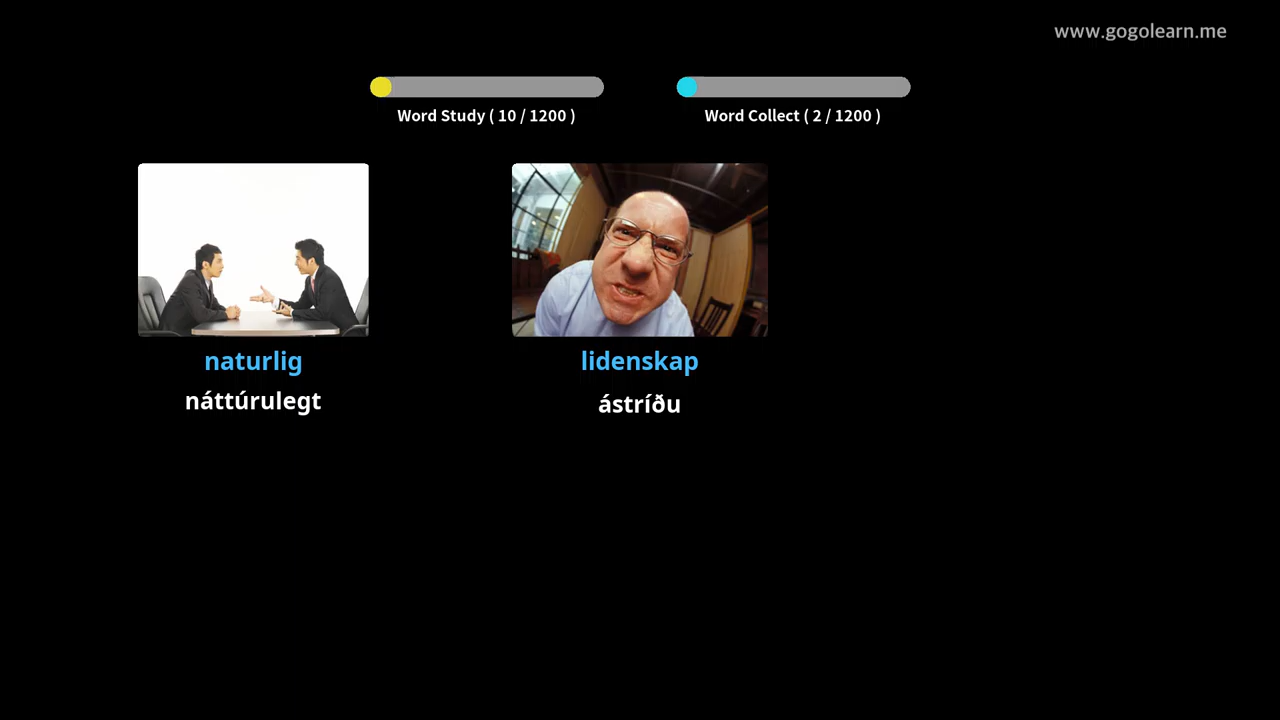 www.gogolearn.me
Word Study ( 10 / 1200 )
Word Collect ( 2 / 1200 )
naturlig
náttúrulegt
lidenskap
ástríðu